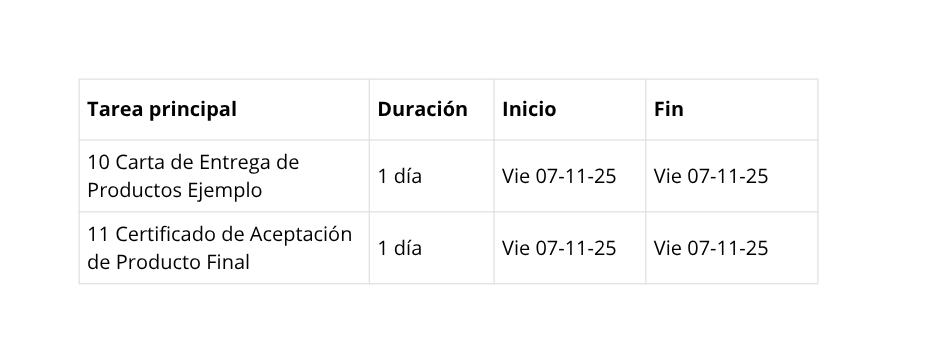 Tarea principal Duración Inicio Fin
10 Carta de Entrega de
Productos Ejemplo
1 día Vie 07-11-25 Vie 07-11-25
11 Certificado de Aceptación
de Producto Final
1 día Vie 07-11-25 Vie 07-11-25